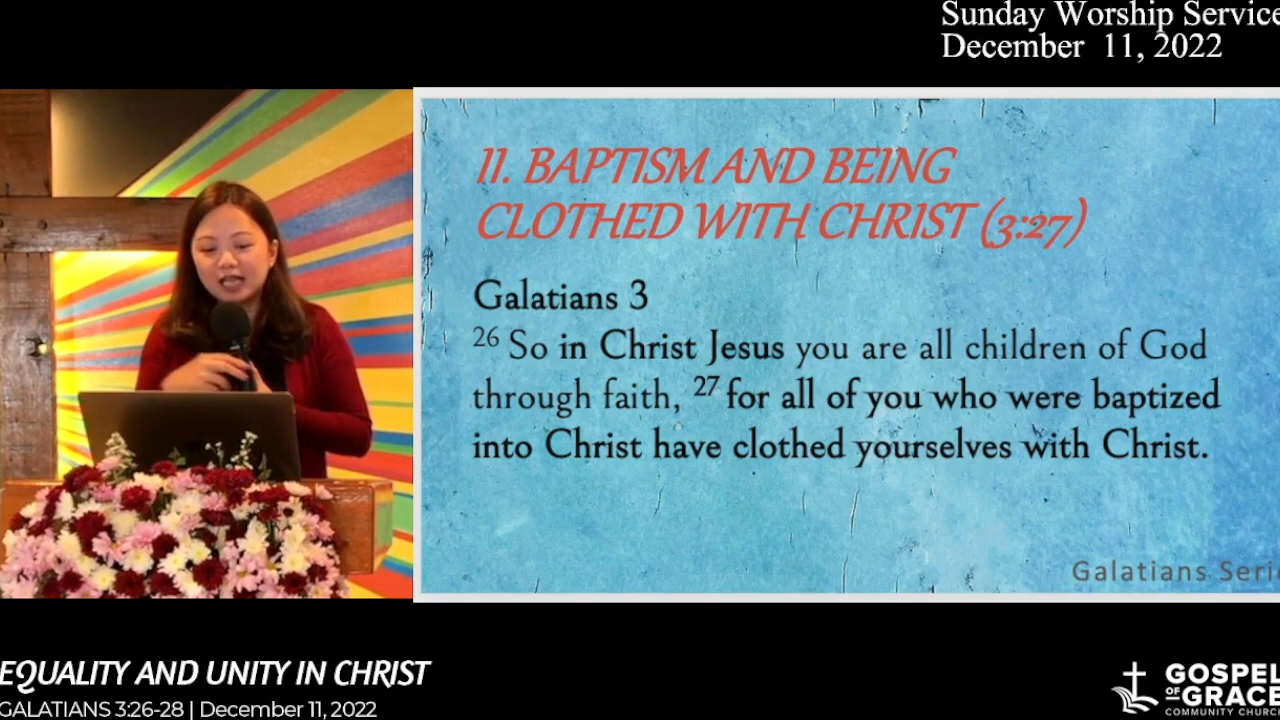 Sunday Worship Service
December 11, 2022
II. BAPTISM AND BEING
CLOTHED WITH CHRIST (3:27)
Galatians 3
26 So in Christ Jesus you are all children of God
through faith, 27 for all of you who were baptized
into Christ have clothed yourselves with Christ.
Galatians Serie
EQUALITY AND UNITY IN CHRIST
GALATIANS 3:26-28 | December 11, 2022
GOSPEL
OF GRACE
COMMUNITY CHURCH